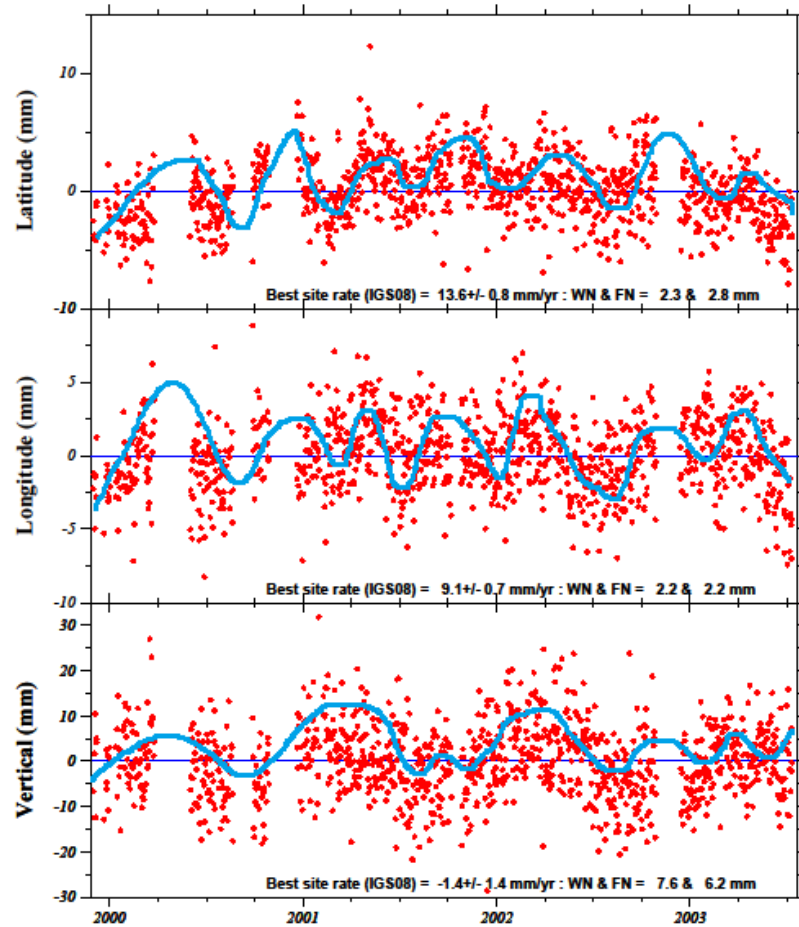 Latitude (mm)
10
0
-10
Best site rate (IGS08) = 13.6+/- 0.8 mm/yr : WN & FN = 2.3 & 2.8 mm
Longitude (mm)
5
0
-5
-10
Best site rate (IGS08) = 9.1+/- 0.7 mm/yr : WN & FN = 2.2 & 2.2 mm
Vertical (mm)
30
20
10
0
-10
-20
-30
Best site rate (IGS08) = -1.4+/- 1.4 mm/yr : WN & FN = 7.6 & 6.2 mm
2000 2001 2002 2003